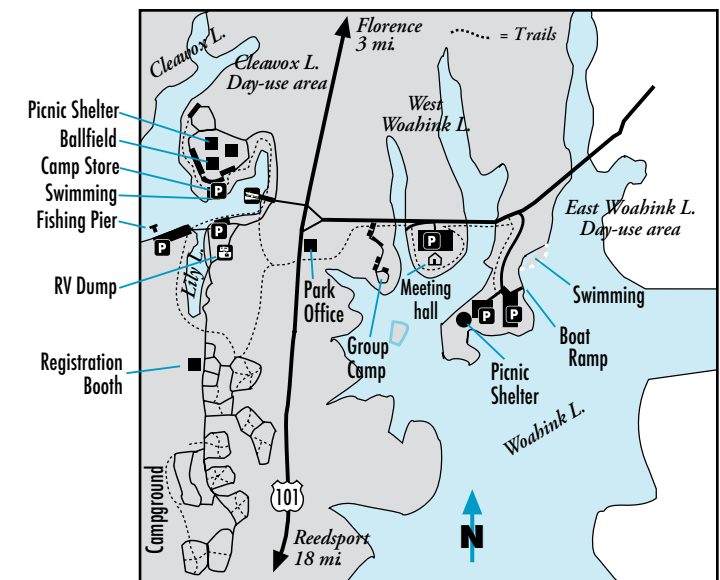 Cleawox L.
Florence
3 mi.
= Trails
Cleawox L.
Day-use area
Picnic Shelter
Ballfield
Camp Store
Swimming
Fishing Pier
RV Dump
Lily L.
Registration
Booth
Campground
West
Woahink L.
East Woahink L.
Day-use area
Park
Office
Group
Camp
Meeting
hall
Swimming
Boat
Ramp
Picnic
Shelter
Woahink L.
P
P
P
P
P
P
101
N
Reedsport
18 mi.